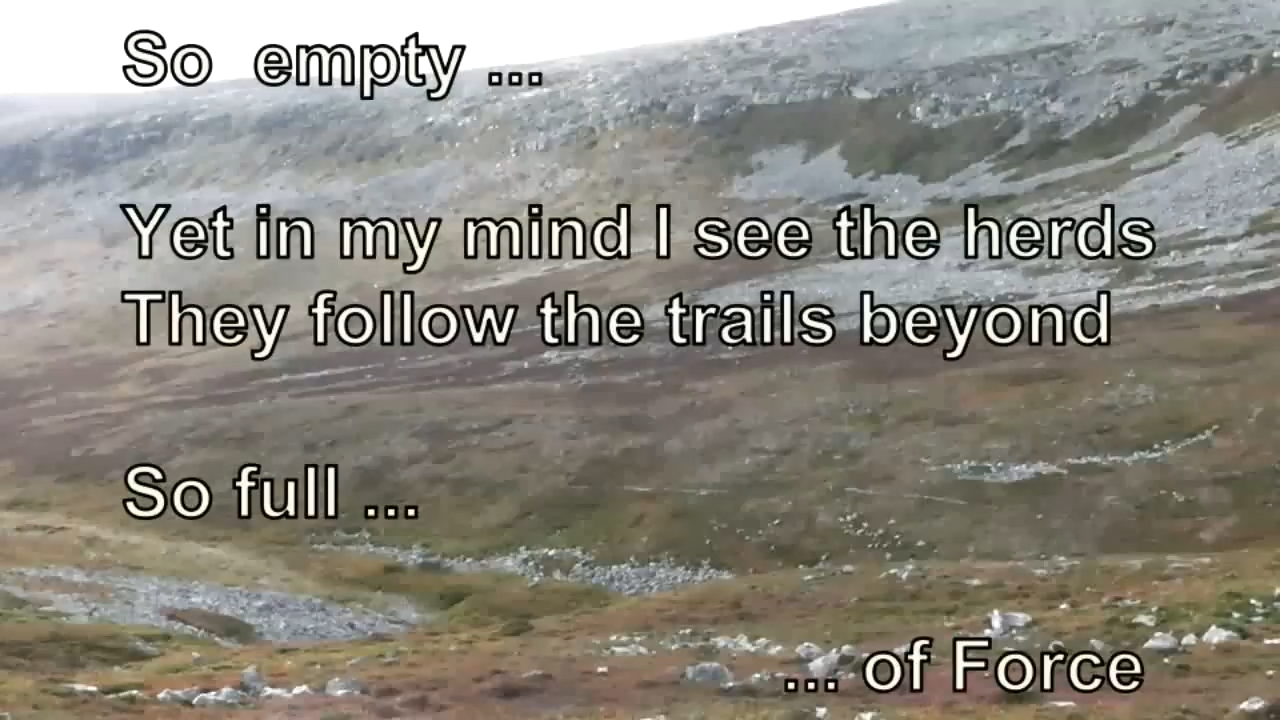 So  empty ...
Yet in my mind I see the herds
They follow the trails beyond
So full ...
... of Force